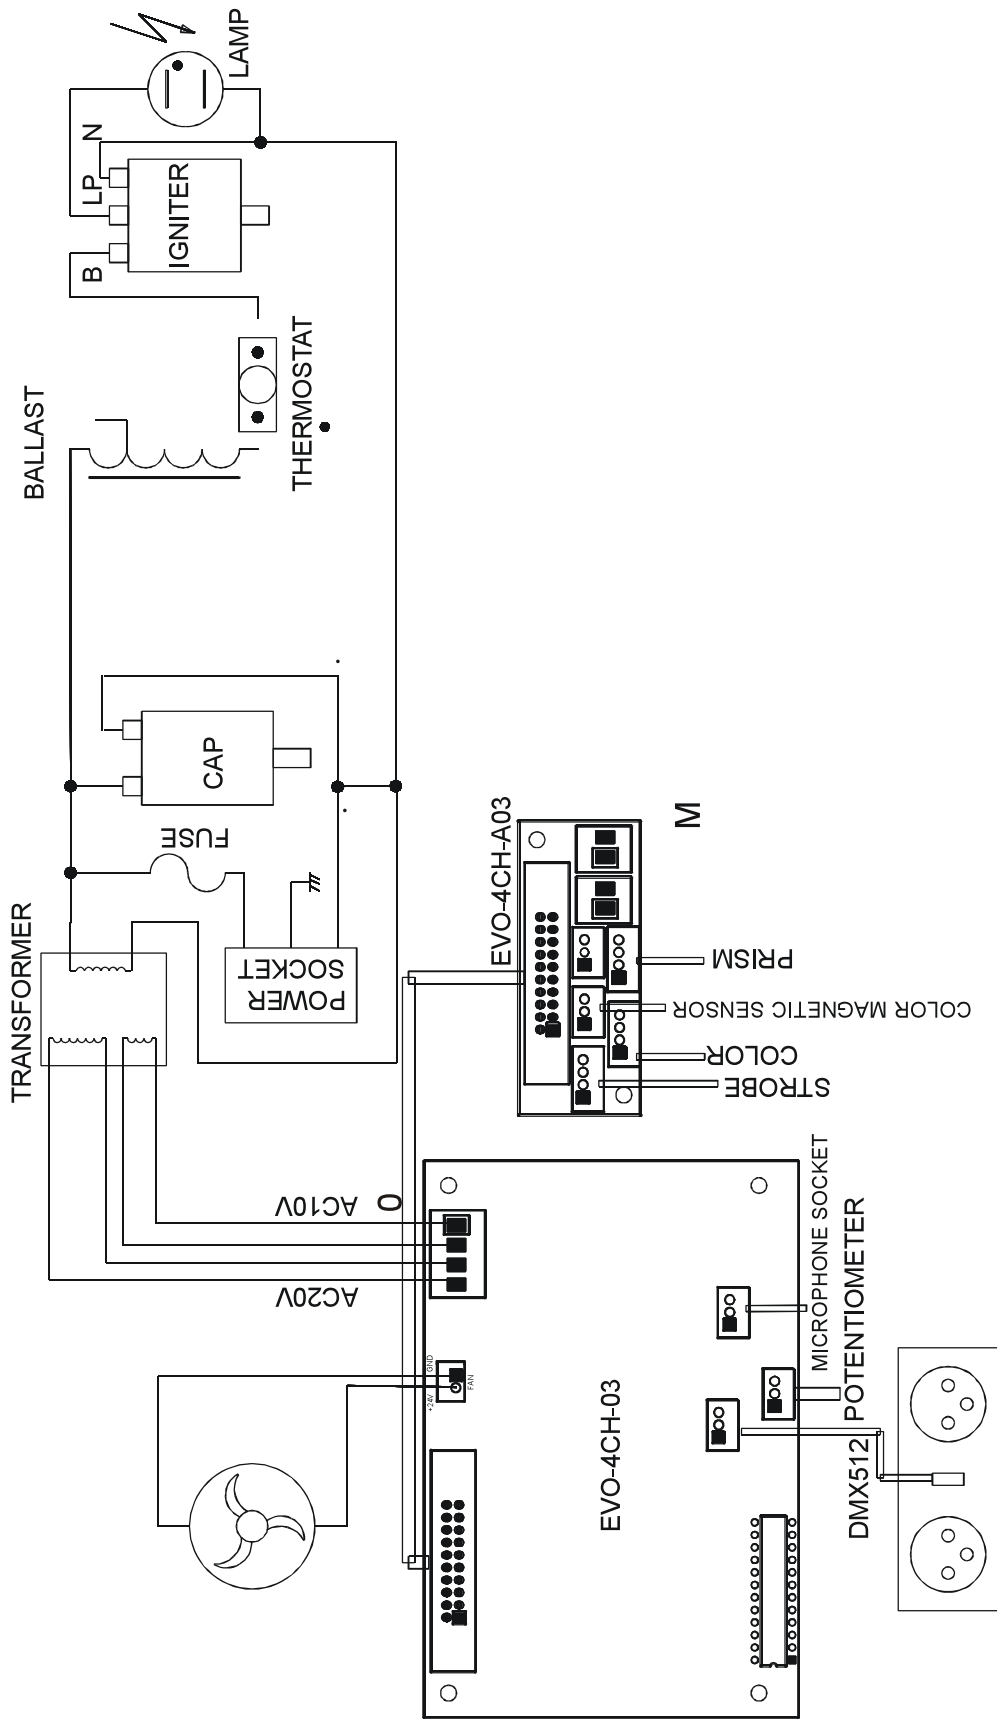 LAMP
N
LP
B
IGNITER
THERMOSTAT
BALLAST
CAP
FUSE
TRANSFORMER
POWER
SOCKET
EVO-4CH-A03
M
PRISM
COLOR MAGNETIC SENSOR
COLOR
STROBE
AC10V
0
AC20V
+24V
GND
FAN
EVO-4CH-03
MICROPHONE SOCKET
POTENTIOMETER
DMX512